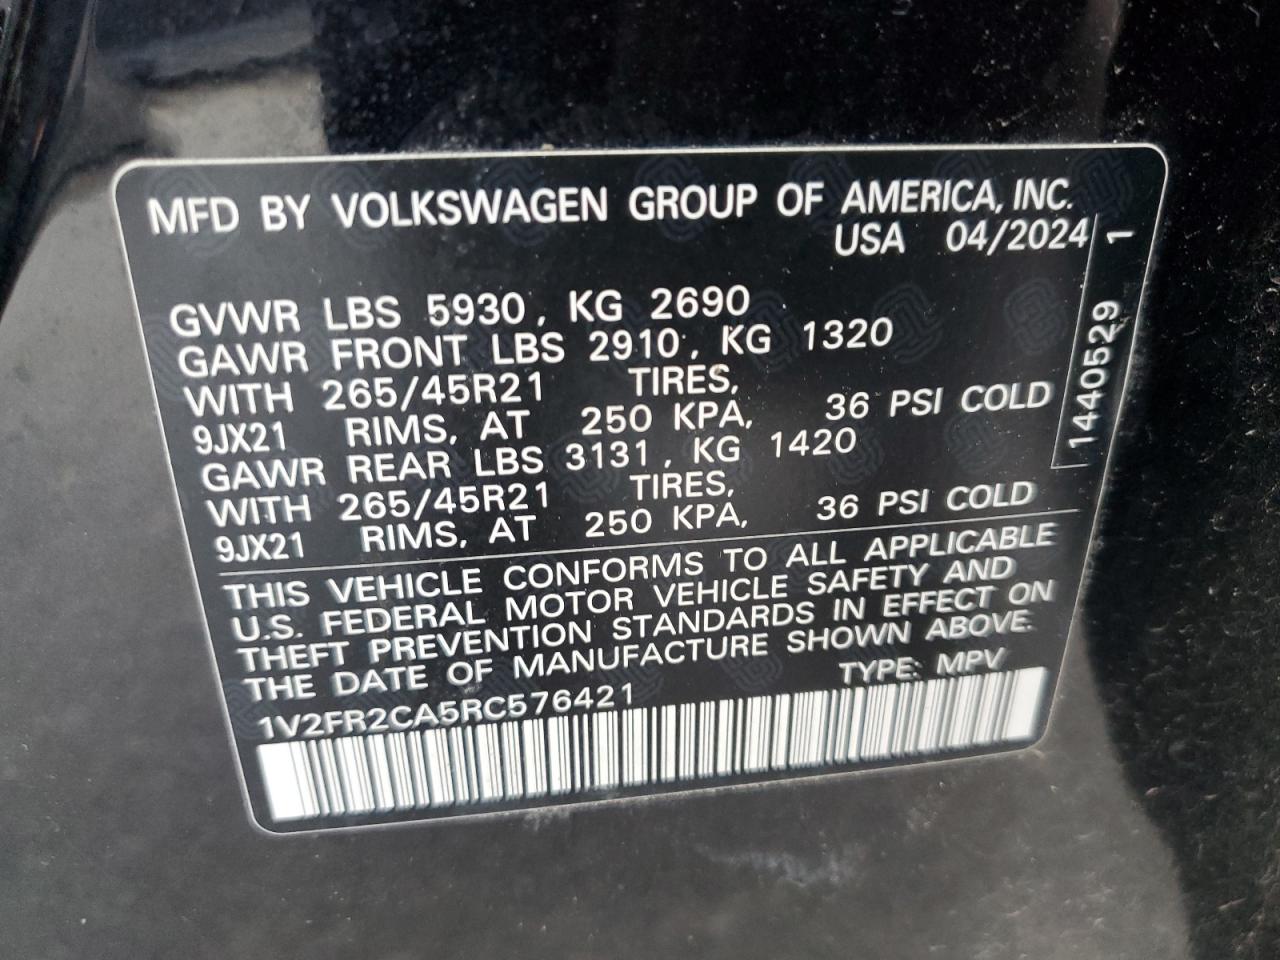 MFD BY VOLKSWAGEN GROUP OF AMERICA, INC.
USA 04/2024
GVWR LBS 5930, KG 2690
GAWR FRONT LBS 2910, KG 1320
WITH 265/45R21 TIRES,
9JX21 RIMS, AT 250 KPA, 36 PSI COLD
GAWR REAR LBS 3131, KG 1420
WITH 265/45R21 TIRES,
9JX21 RIMS, AT 250 KPA, 36 PSI COLD
THIS VEHICLE CONFORMS TO ALL APPLICABLE
U.S. FEDERAL MOTOR VEHICLE SAFETY AND
THEFT PREVENTION STANDARDS IN EFFECT ON
THE DATE OF MANUFACTURE SHOWN ABOVE.
1V2FR2CA5RC576421 TYPE: MPV
1440529 1